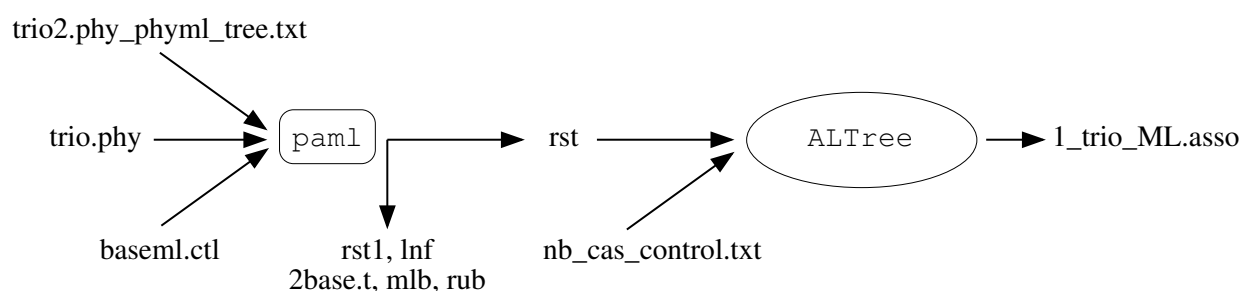 trio2.phy_phyml_tree.txt
trio.phy
paml
rst
ALTree
1_trio_ML.asso
baseml.ctl
rst1, lnf
2base.t, mlb, rub
nb_cas_control.txt